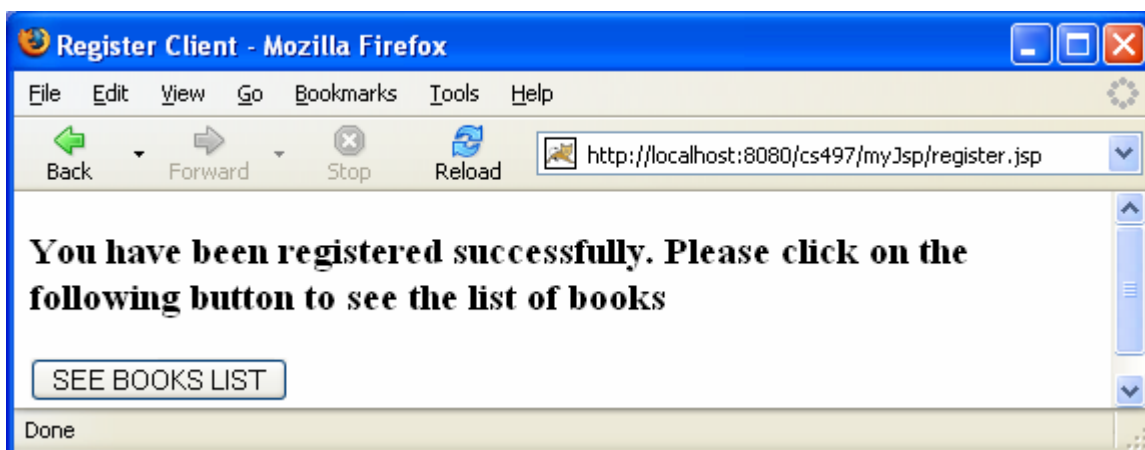 Register Client - Mozilla Firefox
File Edit View Go Bookmarks Tools Help
Back Forward Stop Reload http://localhost:8080/cs497/myJsp/register.jsp
You have been registered successfully. Please click on the
following button to see the list of books
SEE BOOKS LIST
Done